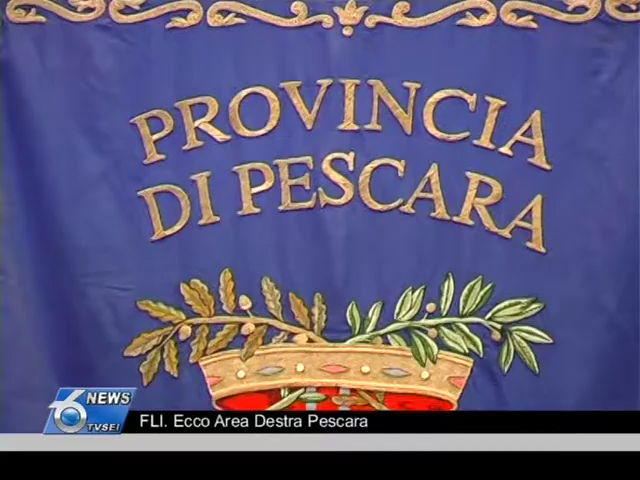 PROVINCIA
DI PESCARA
6 NEWS
TVSEI
FLI. Ecco Area Destra Pescara